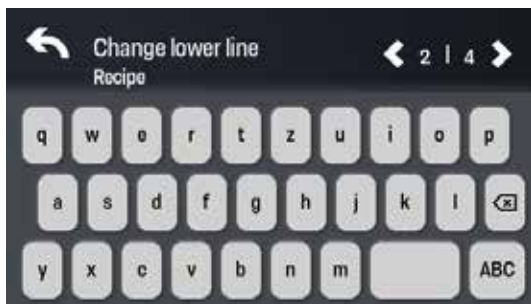 Change lower line
2 | 4
Recipe
q w e r t z u i o p
a s d f g h j k l
y x c v b n m ABC